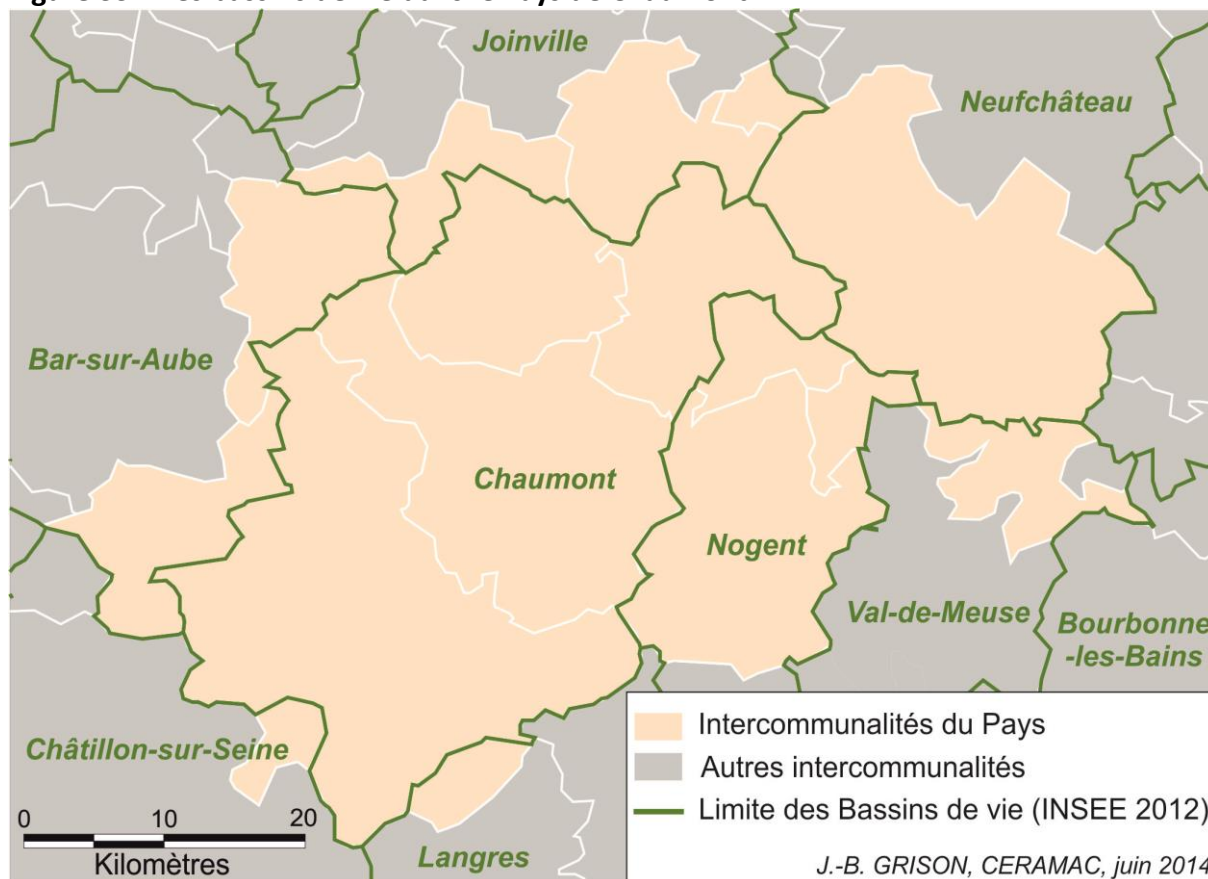 Joinville
Neufchâteau
Bar-sur-Aube
Chaumont
Nogent
Val-de-Meuse
Bourbonne
-les-Bains
Châtillon-sur-Seine
Langres
0 10 20
Kilomètres
Intercommunalités du Pays
Autres intercommunalités
Limite des Bassins de vie (INSEE 2012)
J.-B. GRISON, CERAMAC, juin 2014